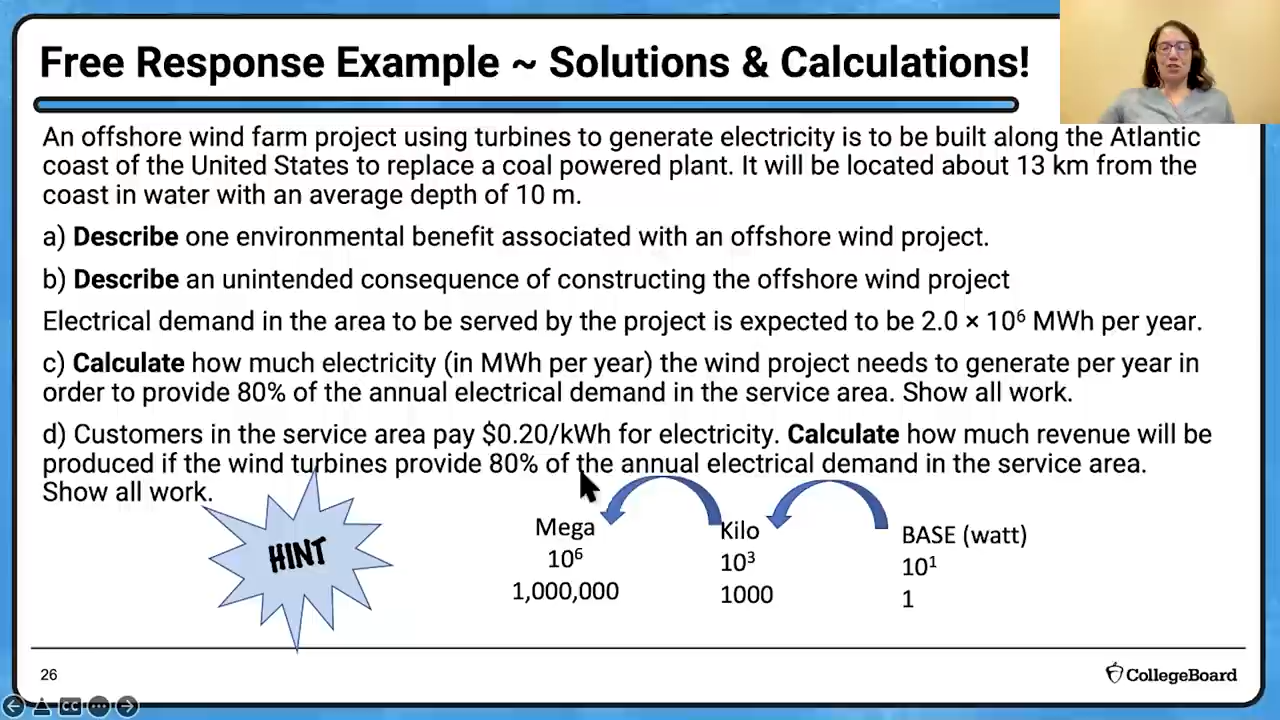 Free Response Example ~ Solutions & Calculations!
An offshore wind farm project using turbines to generate electricity is to be built along the Atlantic
coast of the United States to replace a coal powered plant. It will be located about 13 km from the
coast in water with an average depth of 10 m.
a) Describe one environmental benefit associated with an offshore wind project.
b) Describe an unintended consequence of constructing the offshore wind project
Electrical demand in the area to be served by the project is expected to be 2.0 × 10⁶ MWh per year.
c) Calculate how much electricity (in MWh per year) the wind project needs to generate per year in
order to provide 80% of the annual electrical demand in the service area. Show all work.
d) Customers in the service area pay $0.20/kWh for electricity. Calculate how much revenue will be
produced if the wind turbines provide 80% of the annual electrical demand in the service area.
Show all work.
HINT
Mega
10⁶
1,000,000
Kilo
10³
1000
BASE (watt)
10¹
1
26
CollegeBoard
CC